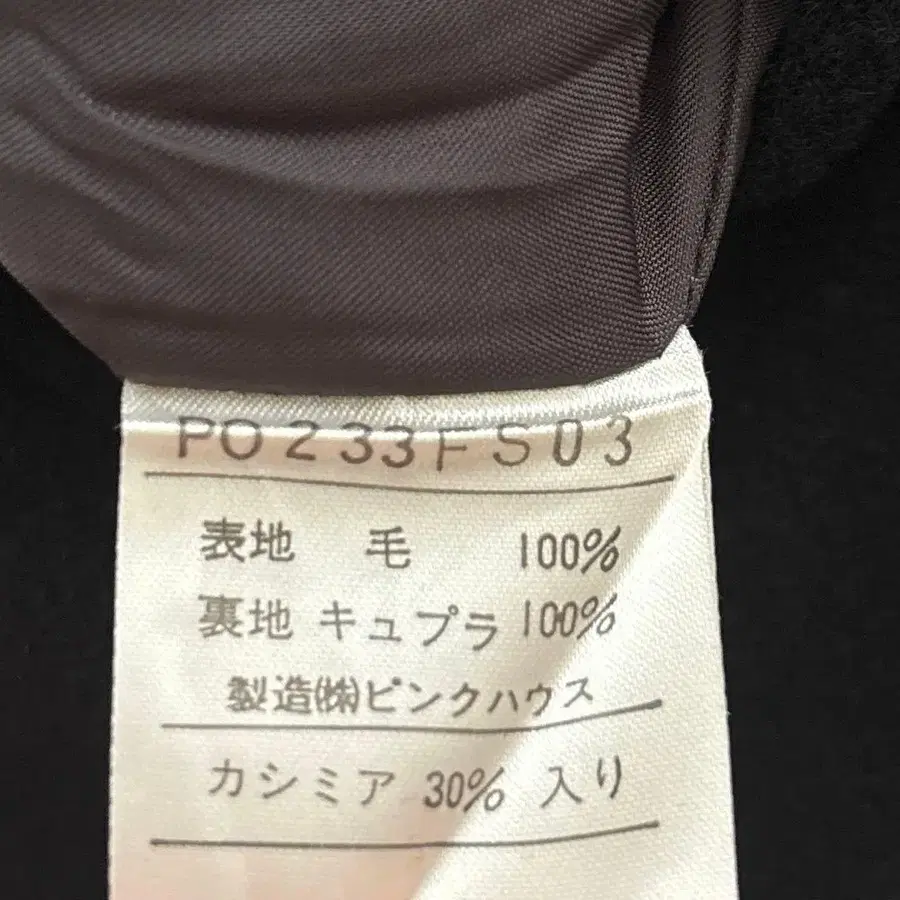 PO233FS03
表地 毛 100%
裏地 キュプラ 100%
製造㈱ピンクハウス
カシミア 30% 入り